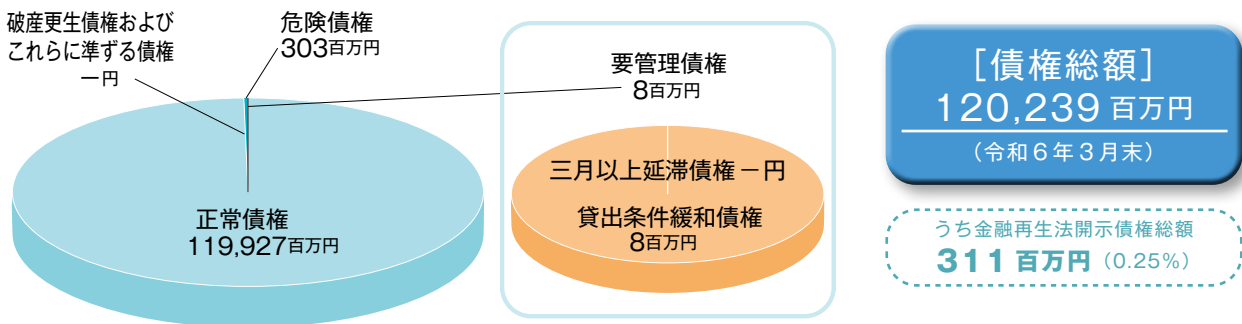 破産更生債権および
これらに準ずる債権
－円
危険債権
303百万円
正常債権
119,927百万円
要管理債権
8百万円
三月以上延滞債権 －円
貸出条件緩和債権
8百万円
［債権総額］
120,239 百万円
（令和６年３月末）
うち金融再生法開示債権総額
311 百万円（0.25%）